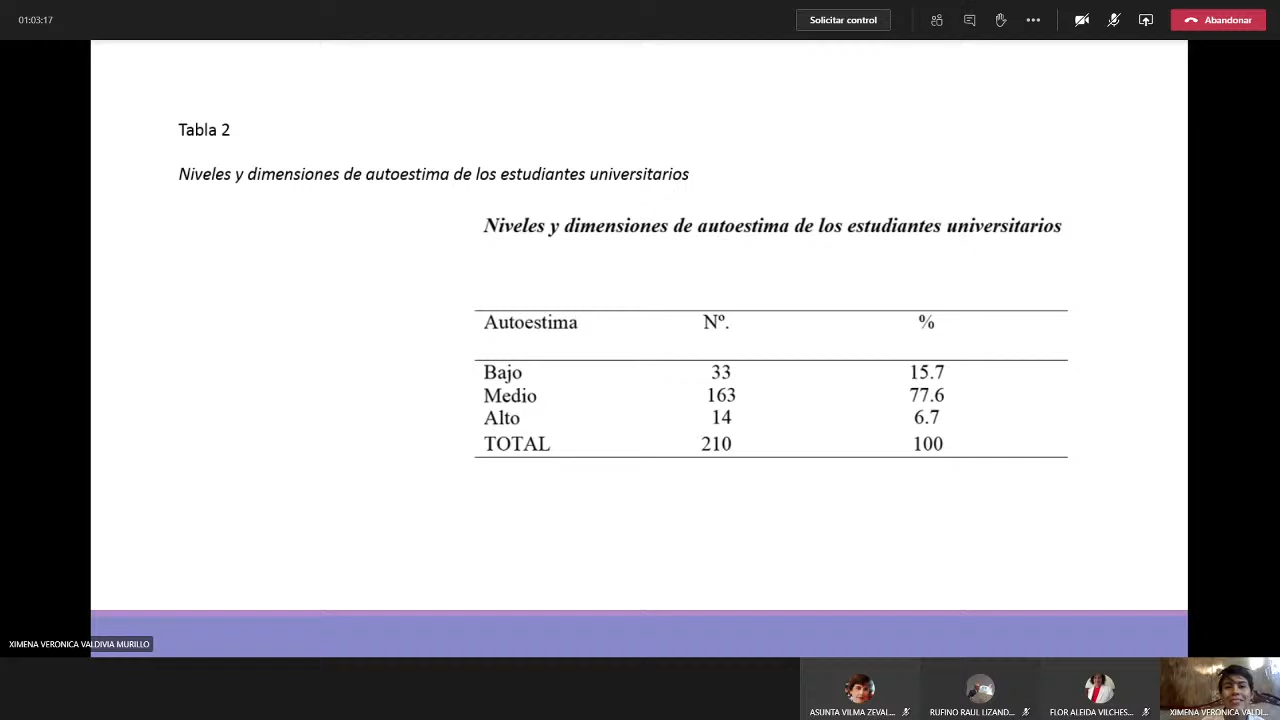 01:03:17
Solicitar control
Abandonar
Tabla 2
Niveles y dimensiones de autoestima de los estudiantes universitarios
Niveles y dimensiones de autoestima de los estudiantes universitarios
Autoestima Nº. %
Bajo 33 15.7
Medio 163 77.6
Alto 14 6.7
TOTAL 210 100
XIMENA VERONICA VALDIVIA MURILLO
ASUNTA VILMA ZEVAL...
RUFINO RAUL LIZAND...
FLOR ALEIDA VILCHES...
XIMENA VERONICA VALDI...